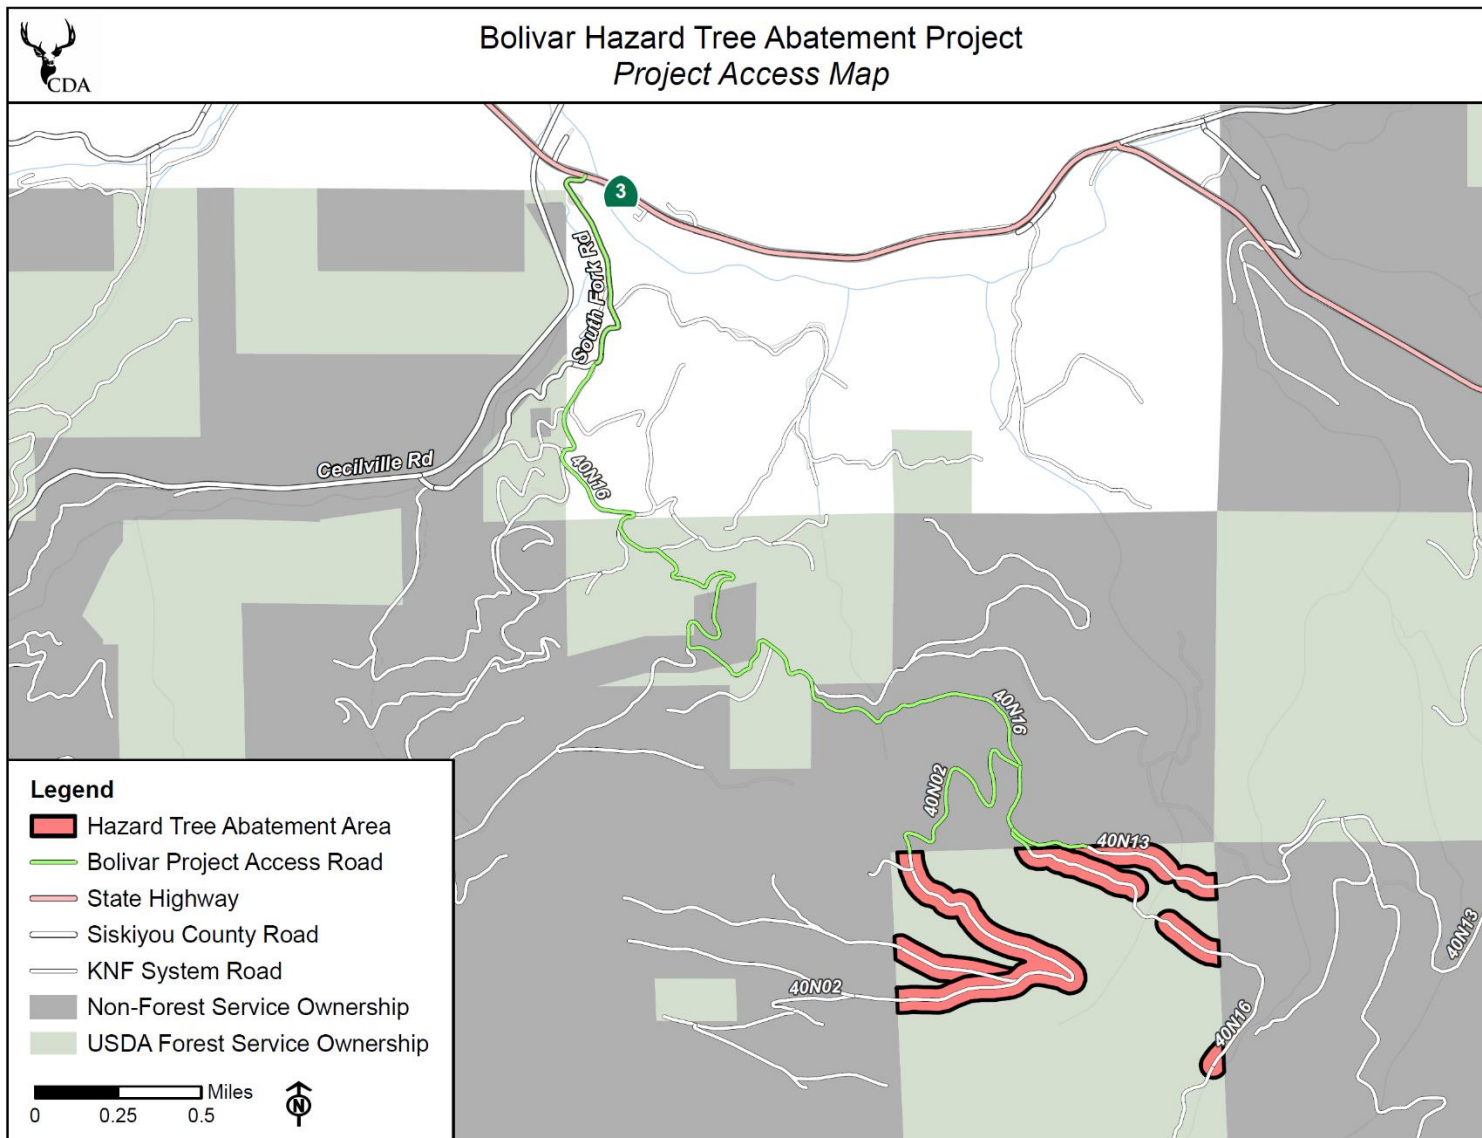 CDA
Bolivar Hazard Tree Abatement Project
Project Access Map
3
South Fork Rd
Cecilville Rd
40N16
40N16
40N02
40N13
40N13
40N02
40N16
Legend
Hazard Tree Abatement Area
Bolivar Project Access Road
State Highway
Siskiyou County Road
KNF System Road
Non-Forest Service Ownership
USDA Forest Service Ownership
Miles
0 0.25 0.5
N